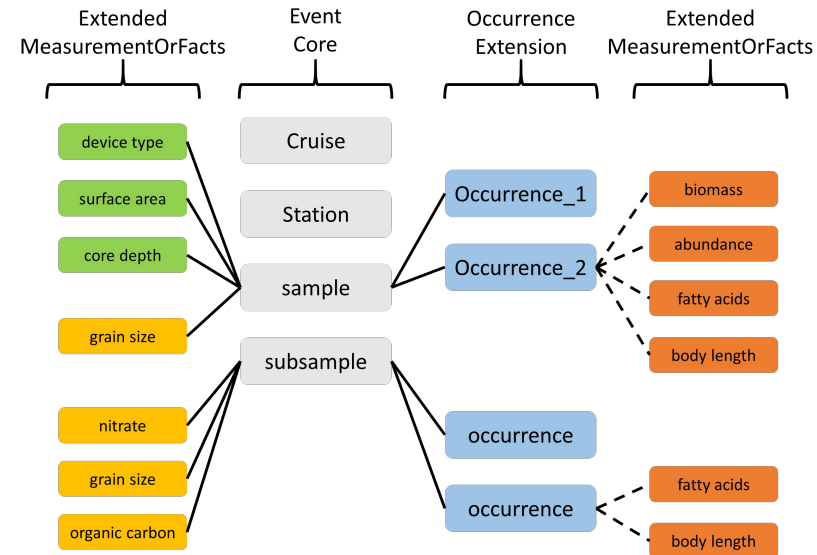 Extended
MeasurementOrFacts
Event
Core
Occurrence
Extension
Extended
MeasurementOrFacts
device type
surface area
core depth
grain size
nitrate
grain size
organic carbon
Cruise
Station
sample
subsample
Occurrence_1
Occurrence_2
occurrence
occurrence
biomass
abundance
fatty acids
body length
fatty acids
body length